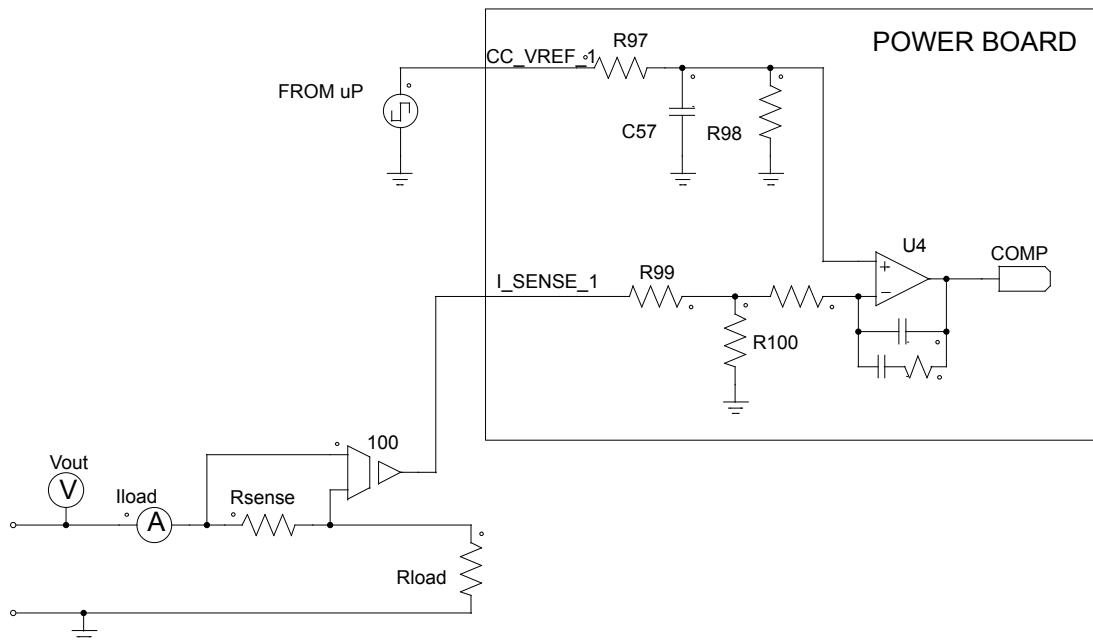 POWER BOARD
CC_VREF_1
R97
FROM uP
C57
R98
U4
COMP
+
−
I_SENSE_1
R99
R100
100
Vout
V
Iload
A
Rsense
Rload